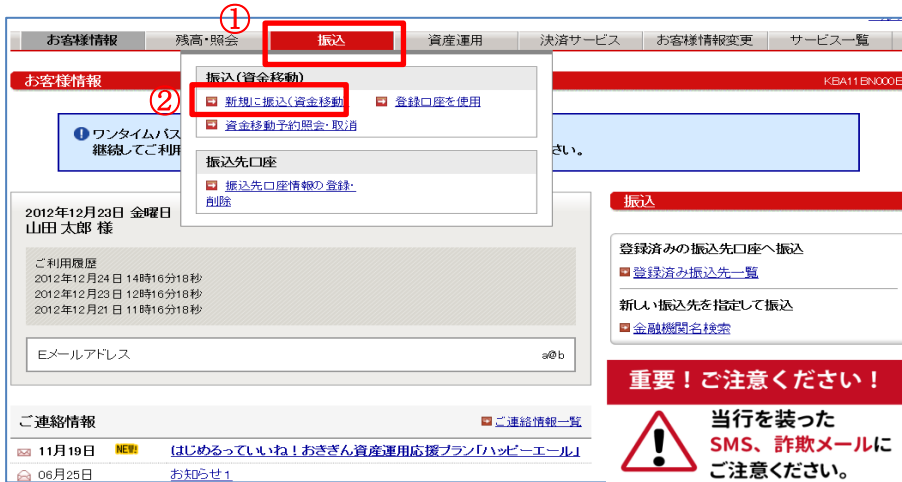 ①
お客様情報 残高・照会 振込 資産運用 決済サービス お客様情報変更 サービス一覧
お客様情報 KBA11BN000E
振込(資金移動)
②
新規に振込(資金移動 登録口座を使用
資金移動予約照会・取消
ワンタイムパス
継続してご利用 さい。
振込先口座
振込先口座情報の登録・
削除
2012年12月23日 金曜日
山田 太郎 様
ご利用履歴
2012年12月24日 14時16分18秒
2012年12月23日 12時16分18秒
2012年12月21日 11時16分18秒
Eメールアドレス a@b
振込
登録済みの振込先口座へ振込
登録済み振込先一覧
新しい振込先を指定して振込
金融機関名検索
重要！ご注意ください！
当行を装った
SMS、詐欺メールに
ご注意ください。
ご連絡情報 ご連絡情報一覧
11月19日 NEW! (はじめるっていいね！おきぎん資産運用応援プラン「ハッピーエール」
06月25日 お知らせ1